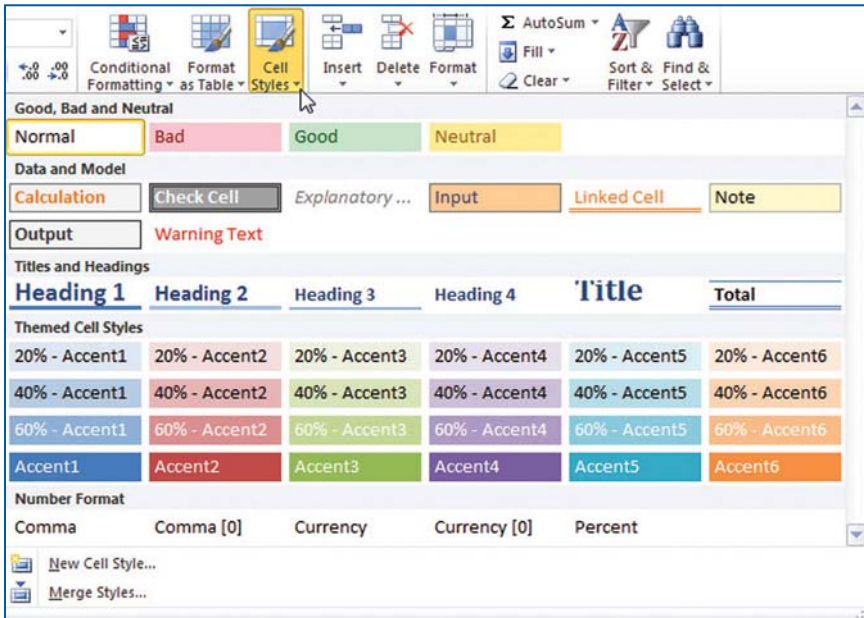 Σ AutoSum
Fill
Clear
.0 .00
.00 .0
Conditional Formatting
Format as Table
Cell Styles
Insert
Delete
Format
Sort & Filter
Find & Select
Good, Bad and Neutral
Normal Bad Good Neutral
Data and Model
Calculation Check Cell Explanatory ... Input Linked Cell Note
Output Warning Text
Titles and Headings
Heading 1 Heading 2 Heading 3 Heading 4 Title Total
Themed Cell Styles
20% - Accent1 20% - Accent2 20% - Accent3 20% - Accent4 20% - Accent5 20% - Accent6
40% - Accent1 40% - Accent2 40% - Accent3 40% - Accent4 40% - Accent5 40% - Accent6
60% - Accent1 60% - Accent2 60% - Accent3 60% - Accent4 60% - Accent5 60% - Accent6
Accent1 Accent2 Accent3 Accent4 Accent5 Accent6
Number Format
Comma Comma [0] Currency Currency [0] Percent
New Cell Style...
Merge Styles...